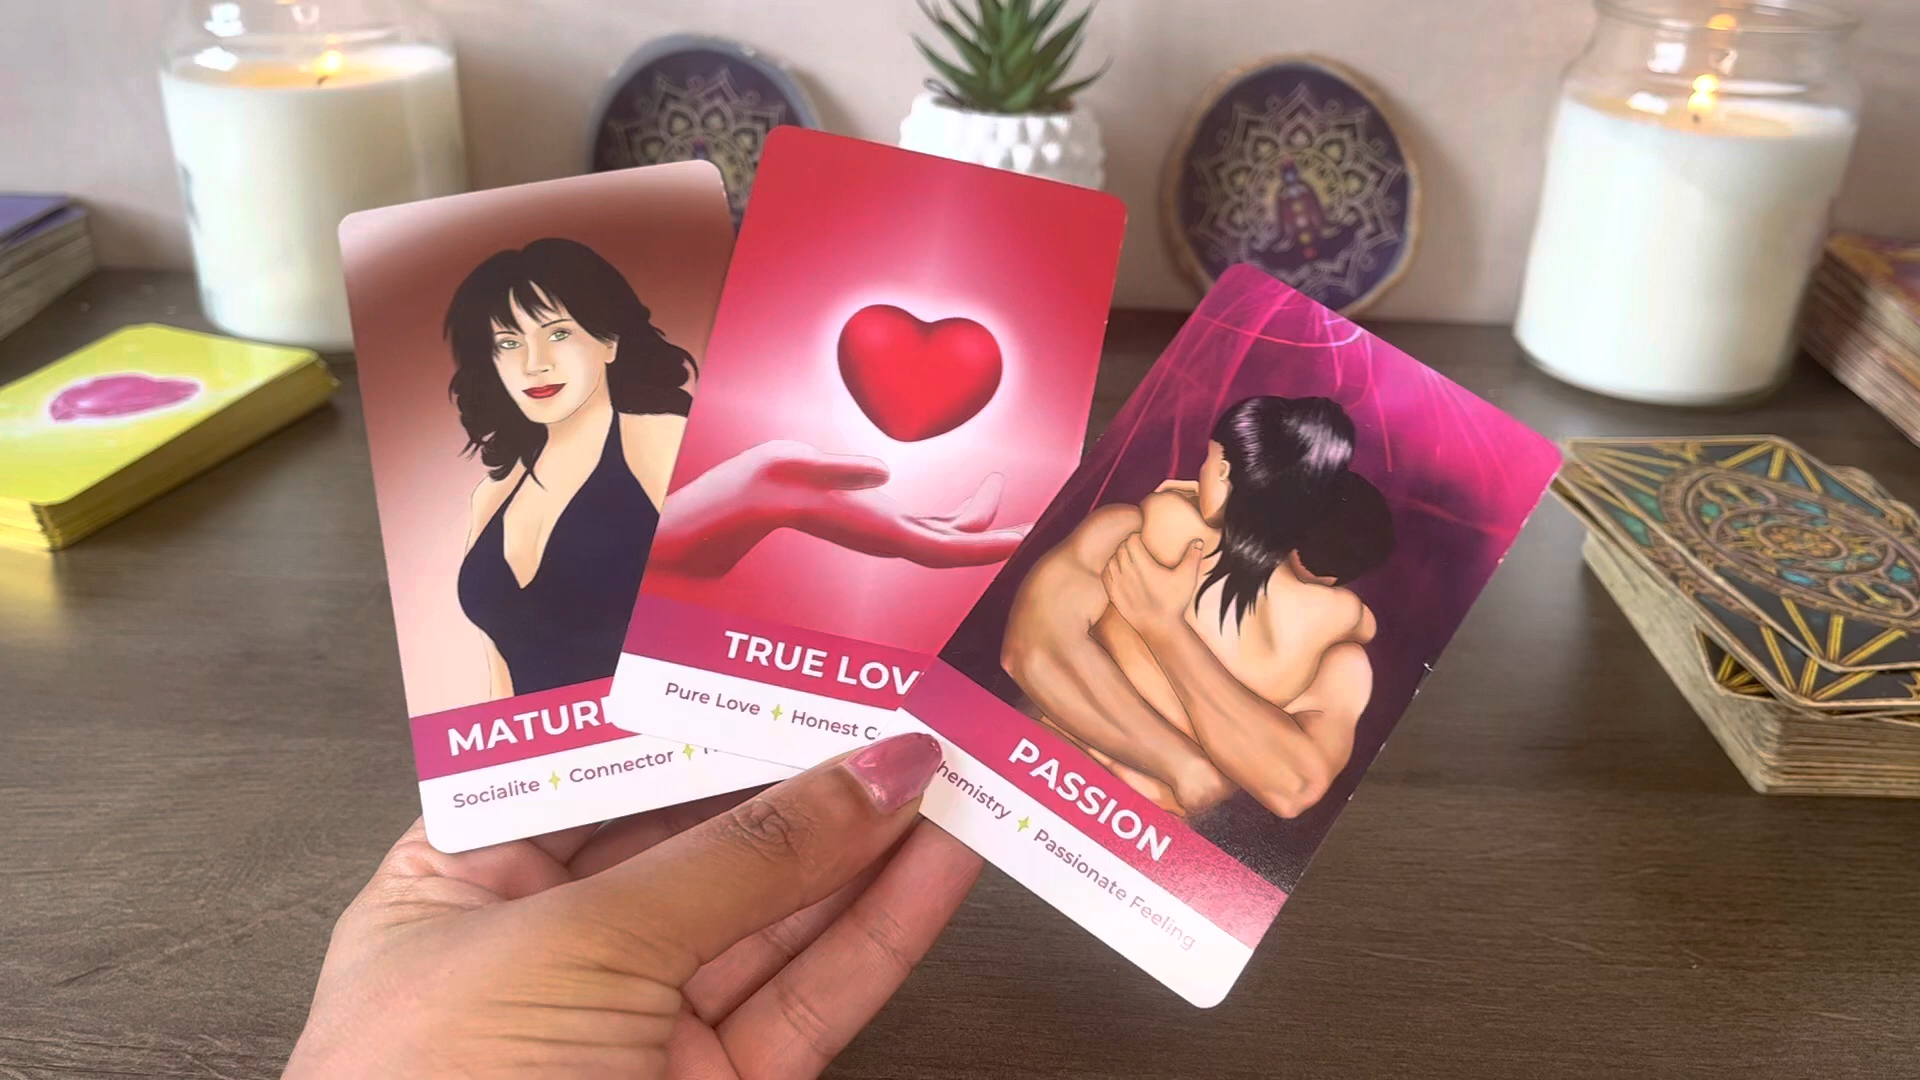 MATUR
Socialite ✦ Connector ✦
TRUE LOV
Pure Love ✦ Honest C
PASSION
hemistry ✦ Passionate Feeling